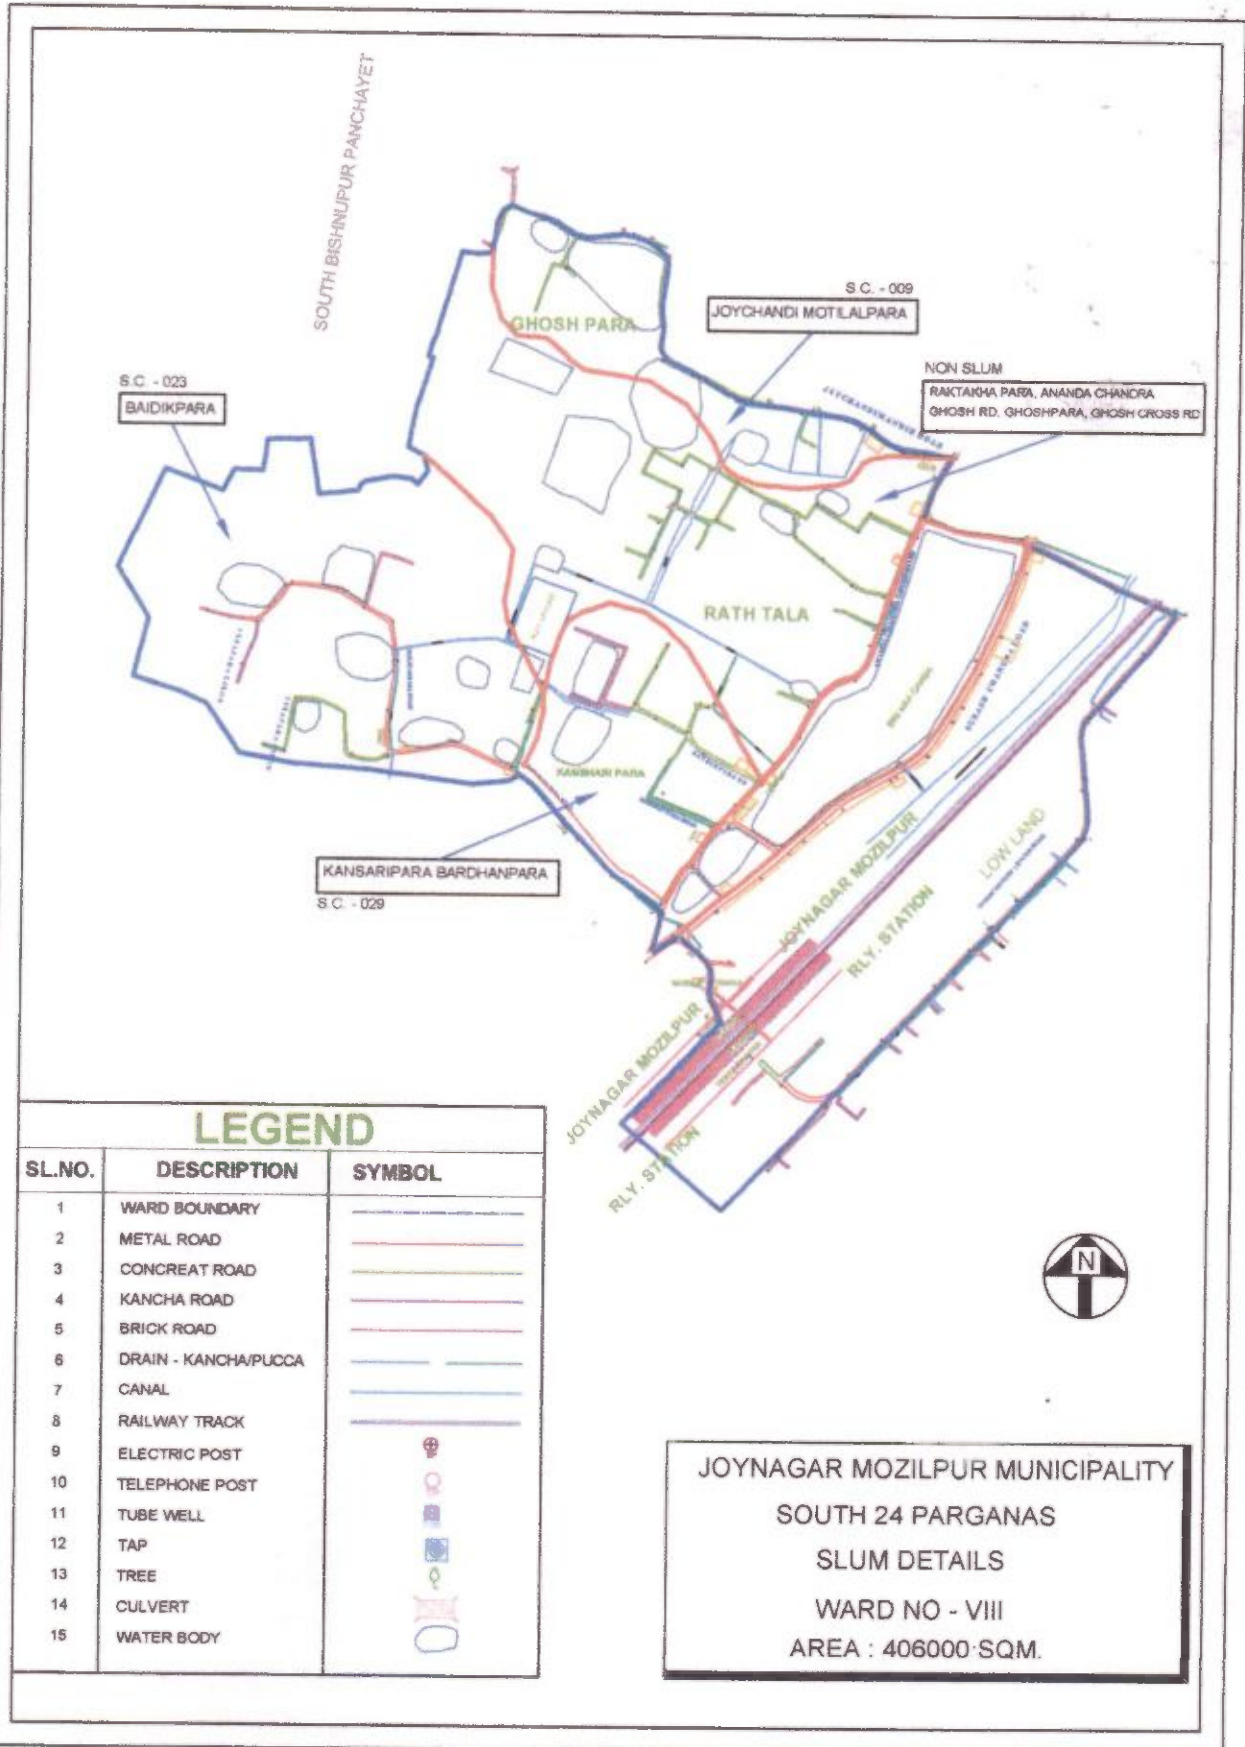 SOUTH BISHNUPUR PANCHAYET
S.C. - 009
JOYCHANDI MOTILALPARA
GHOSH PARA
NON SLUM
RAKTAKHA PARA, ANANDA CHANDRA
GHOSH RD. GHOSHPARA, GHOSH CROSS RD
S.C. - 023
BAIDIKPARA
RATH TALA
KANSHARI PARA
KANSARIPARA BARDHANPARA
S.C. - 029
JOYNAGAR MOZILPUR
RLY. STATION
LOW LAND
JOYNAGAR MOZILPUR
RLY. STATION
LEGEND
SL.NO. DESCRIPTION SYMBOL
1 WARD BOUNDARY
2 METAL ROAD
3 CONCREAT ROAD
4 KANCHA ROAD
5 BRICK ROAD
6 DRAIN - KANCHA/PUCCA
7 CANAL
8 RAILWAY TRACK
9 ELECTRIC POST
10 TELEPHONE POST
11 TUBE WELL
12 TAP
13 TREE
14 CULVERT
15 WATER BODY
N
JOYNAGAR MOZILPUR MUNICIPALITY
SOUTH 24 PARGANAS
SLUM DETAILS
WARD NO - VIII
AREA : 406000 SQM.